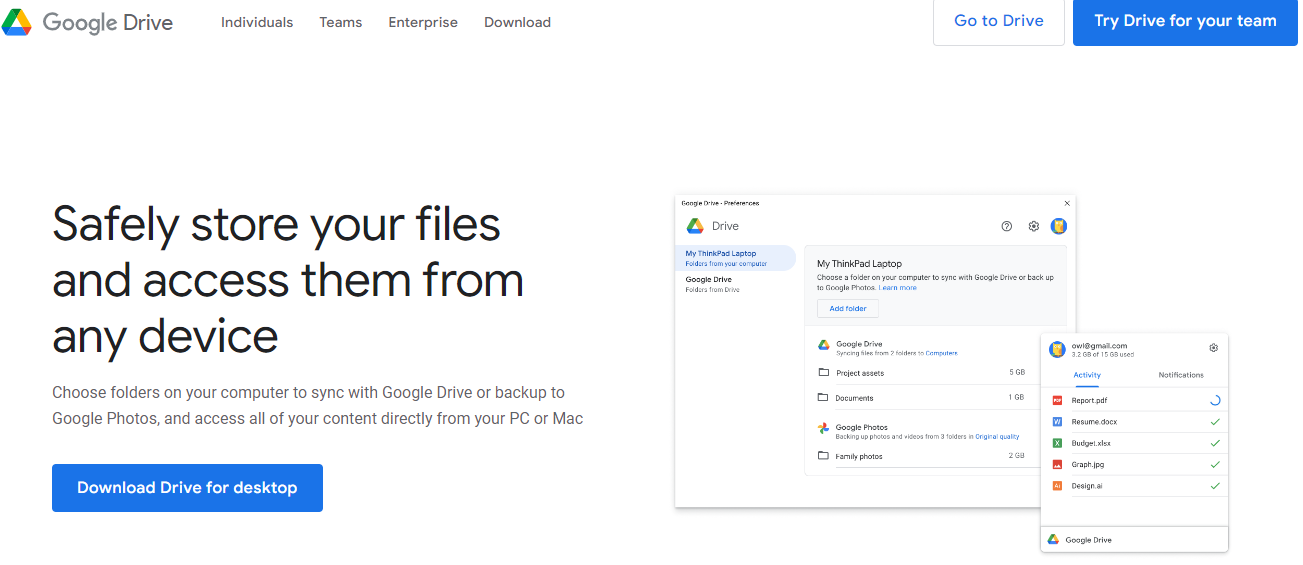 Google Drive
Individuals
Teams
Enterprise
Download
Go to Drive
Try Drive for your team
Safely store your files
and access them from
any device
Choose folders on your computer to sync with Google Drive or backup to
Google Photos, and access all of your content directly from your PC or Mac
Download Drive for desktop
Google Drive - Preferences
Drive
My ThinkPad Laptop
Folders from your computer
Google Drive
Folders from Drive
My ThinkPad Laptop
Choose a folder on your computer to sync with Google Drive or back up
to Google Photos. Learn more
Add folder
Google Drive
Syncing files from 2 folders to Computers
Project assets 5 GB
Documents 1 GB
Google Photos
Backing up photos and videos from 3 folders in Original quality
Family photos 2 GB
owl@gmail.com
3.2 GB of 15 GB used
Activity
Notifications
PDF Report.pdf
W Resume.docx
X Budget.xlsx
Graph.jpg
Ai Design.ai
Google Drive